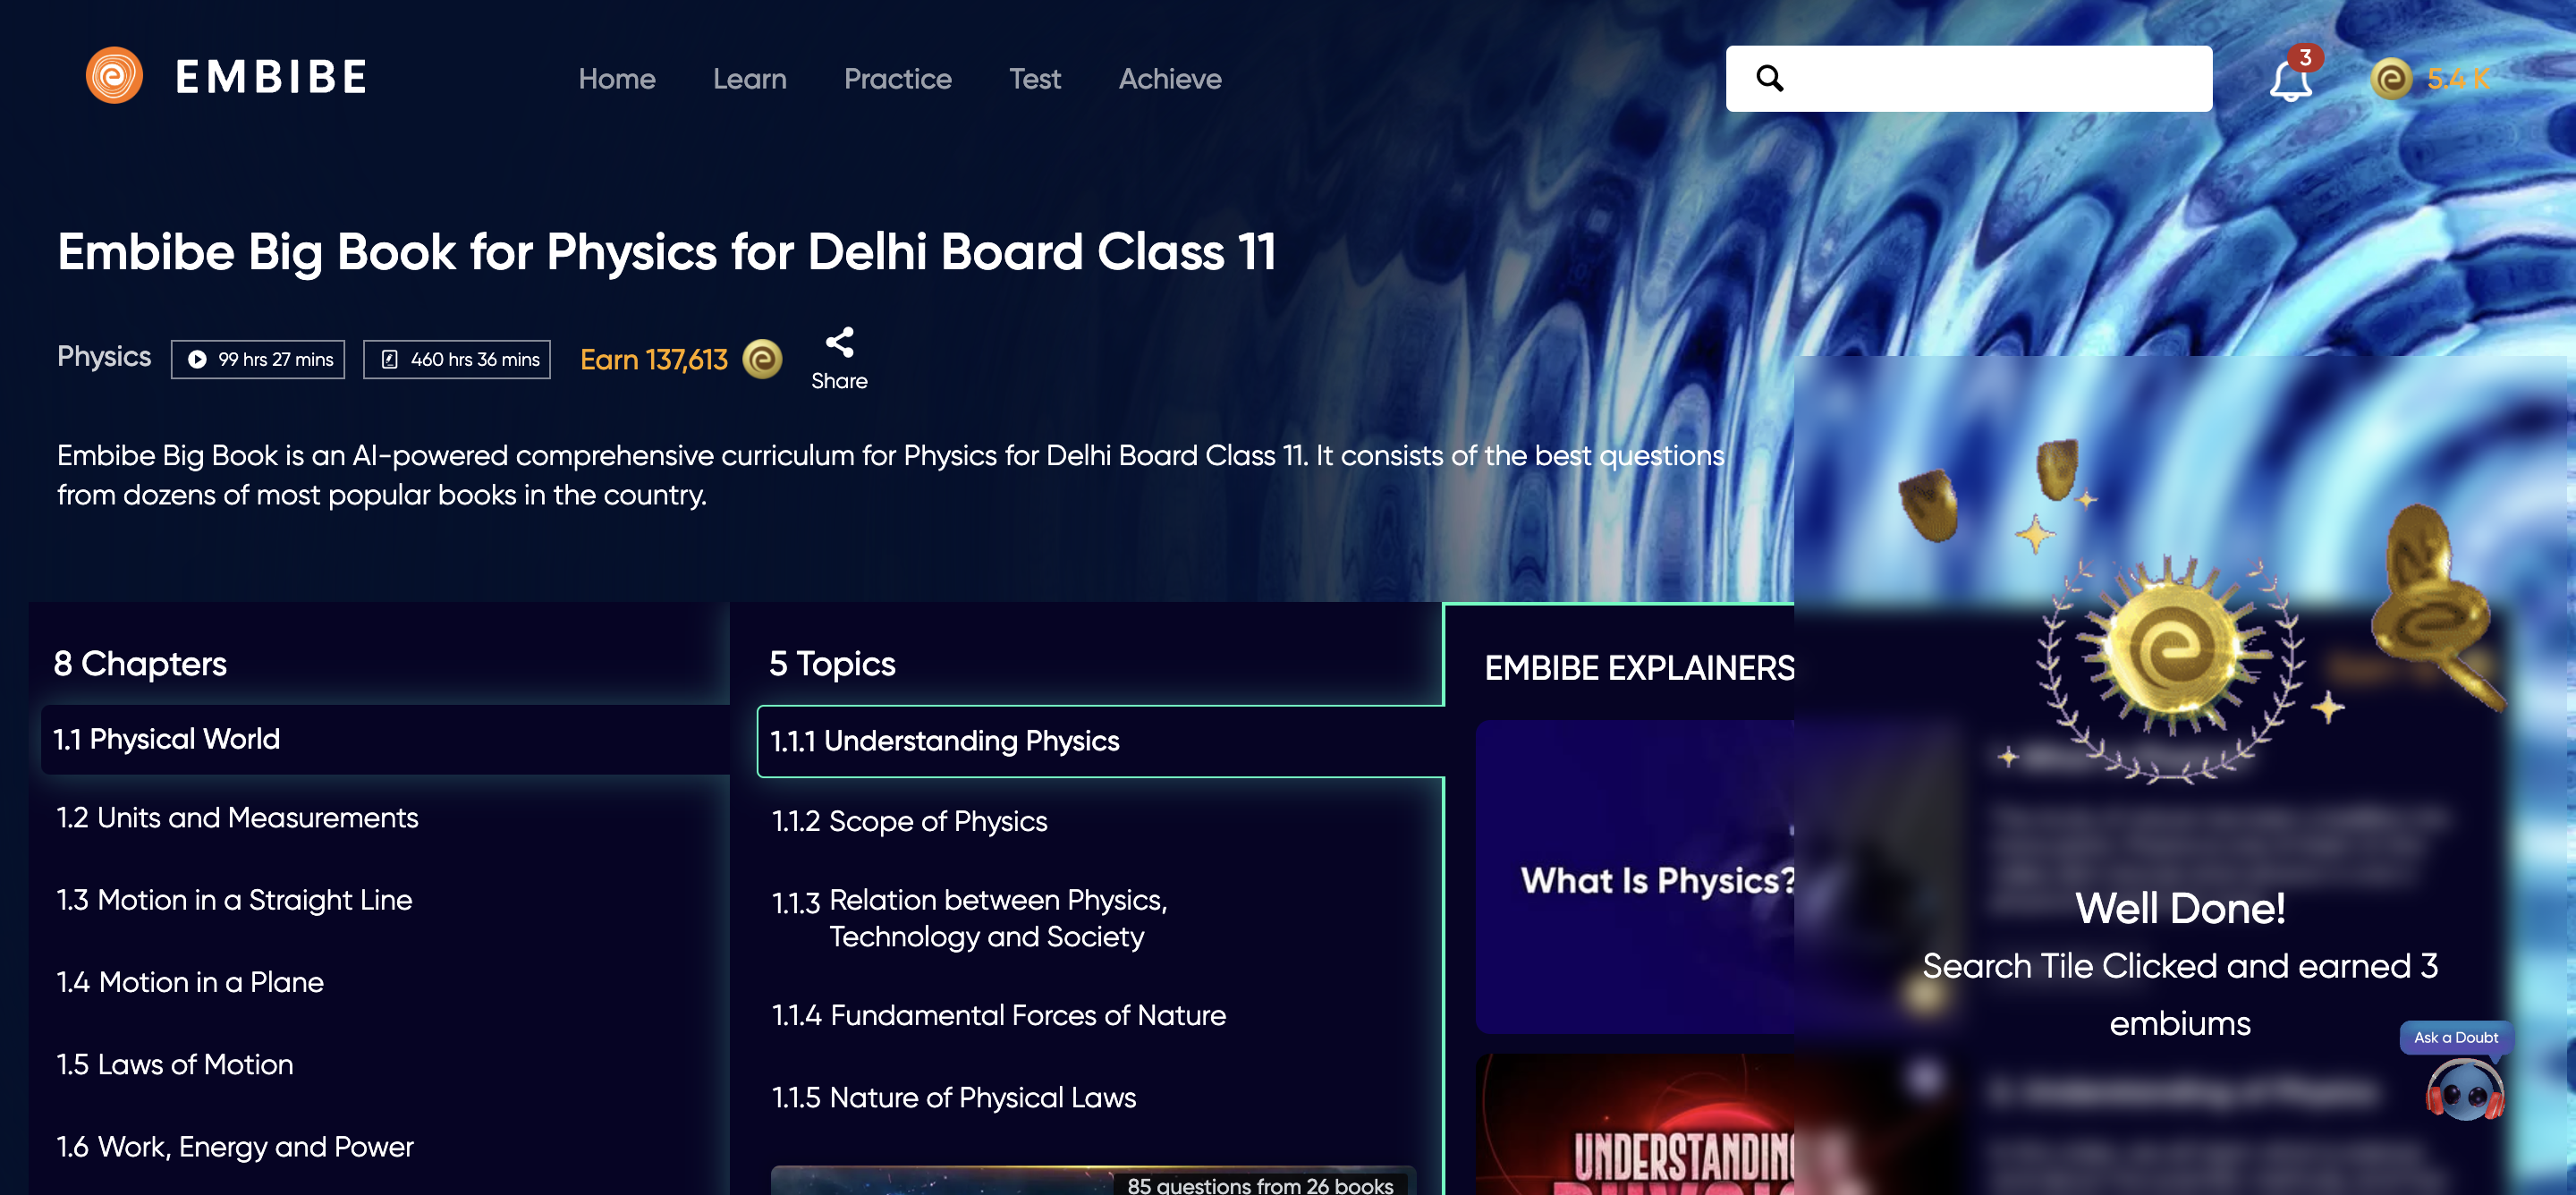 EMBIBE
Home
Learn
Practice
Test
Achieve
3
5.4 K
Embibe Big Book for Physics for Delhi Board Class 11
Physics
99 hrs 27 mins
460 hrs 36 mins
Earn 137,613
Share
Embibe Big Book is an AI-powered comprehensive curriculum for Physics for Delhi Board Class 11. It consists of the best questions
from dozens of most popular books in the country.
8 Chapters
1.1 Physical World
1.2 Units and Measurements
1.3 Motion in a Straight Line
1.4 Motion in a Plane
1.5 Laws of Motion
1.6 Work, Energy and Power
5 Topics
1.1.1 Understanding Physics
1.1.2 Scope of Physics
1.1.3 Relation between Physics,
Technology and Society
1.1.4 Fundamental Forces of Nature
1.1.5 Nature of Physical Laws
85 questions from 26 books
EMBIBE EXPLAINERS
What Is Physics?
UNDERSTANDING
Well Done!
Search Tile Clicked and earned 3
embiums
Ask a Doubt